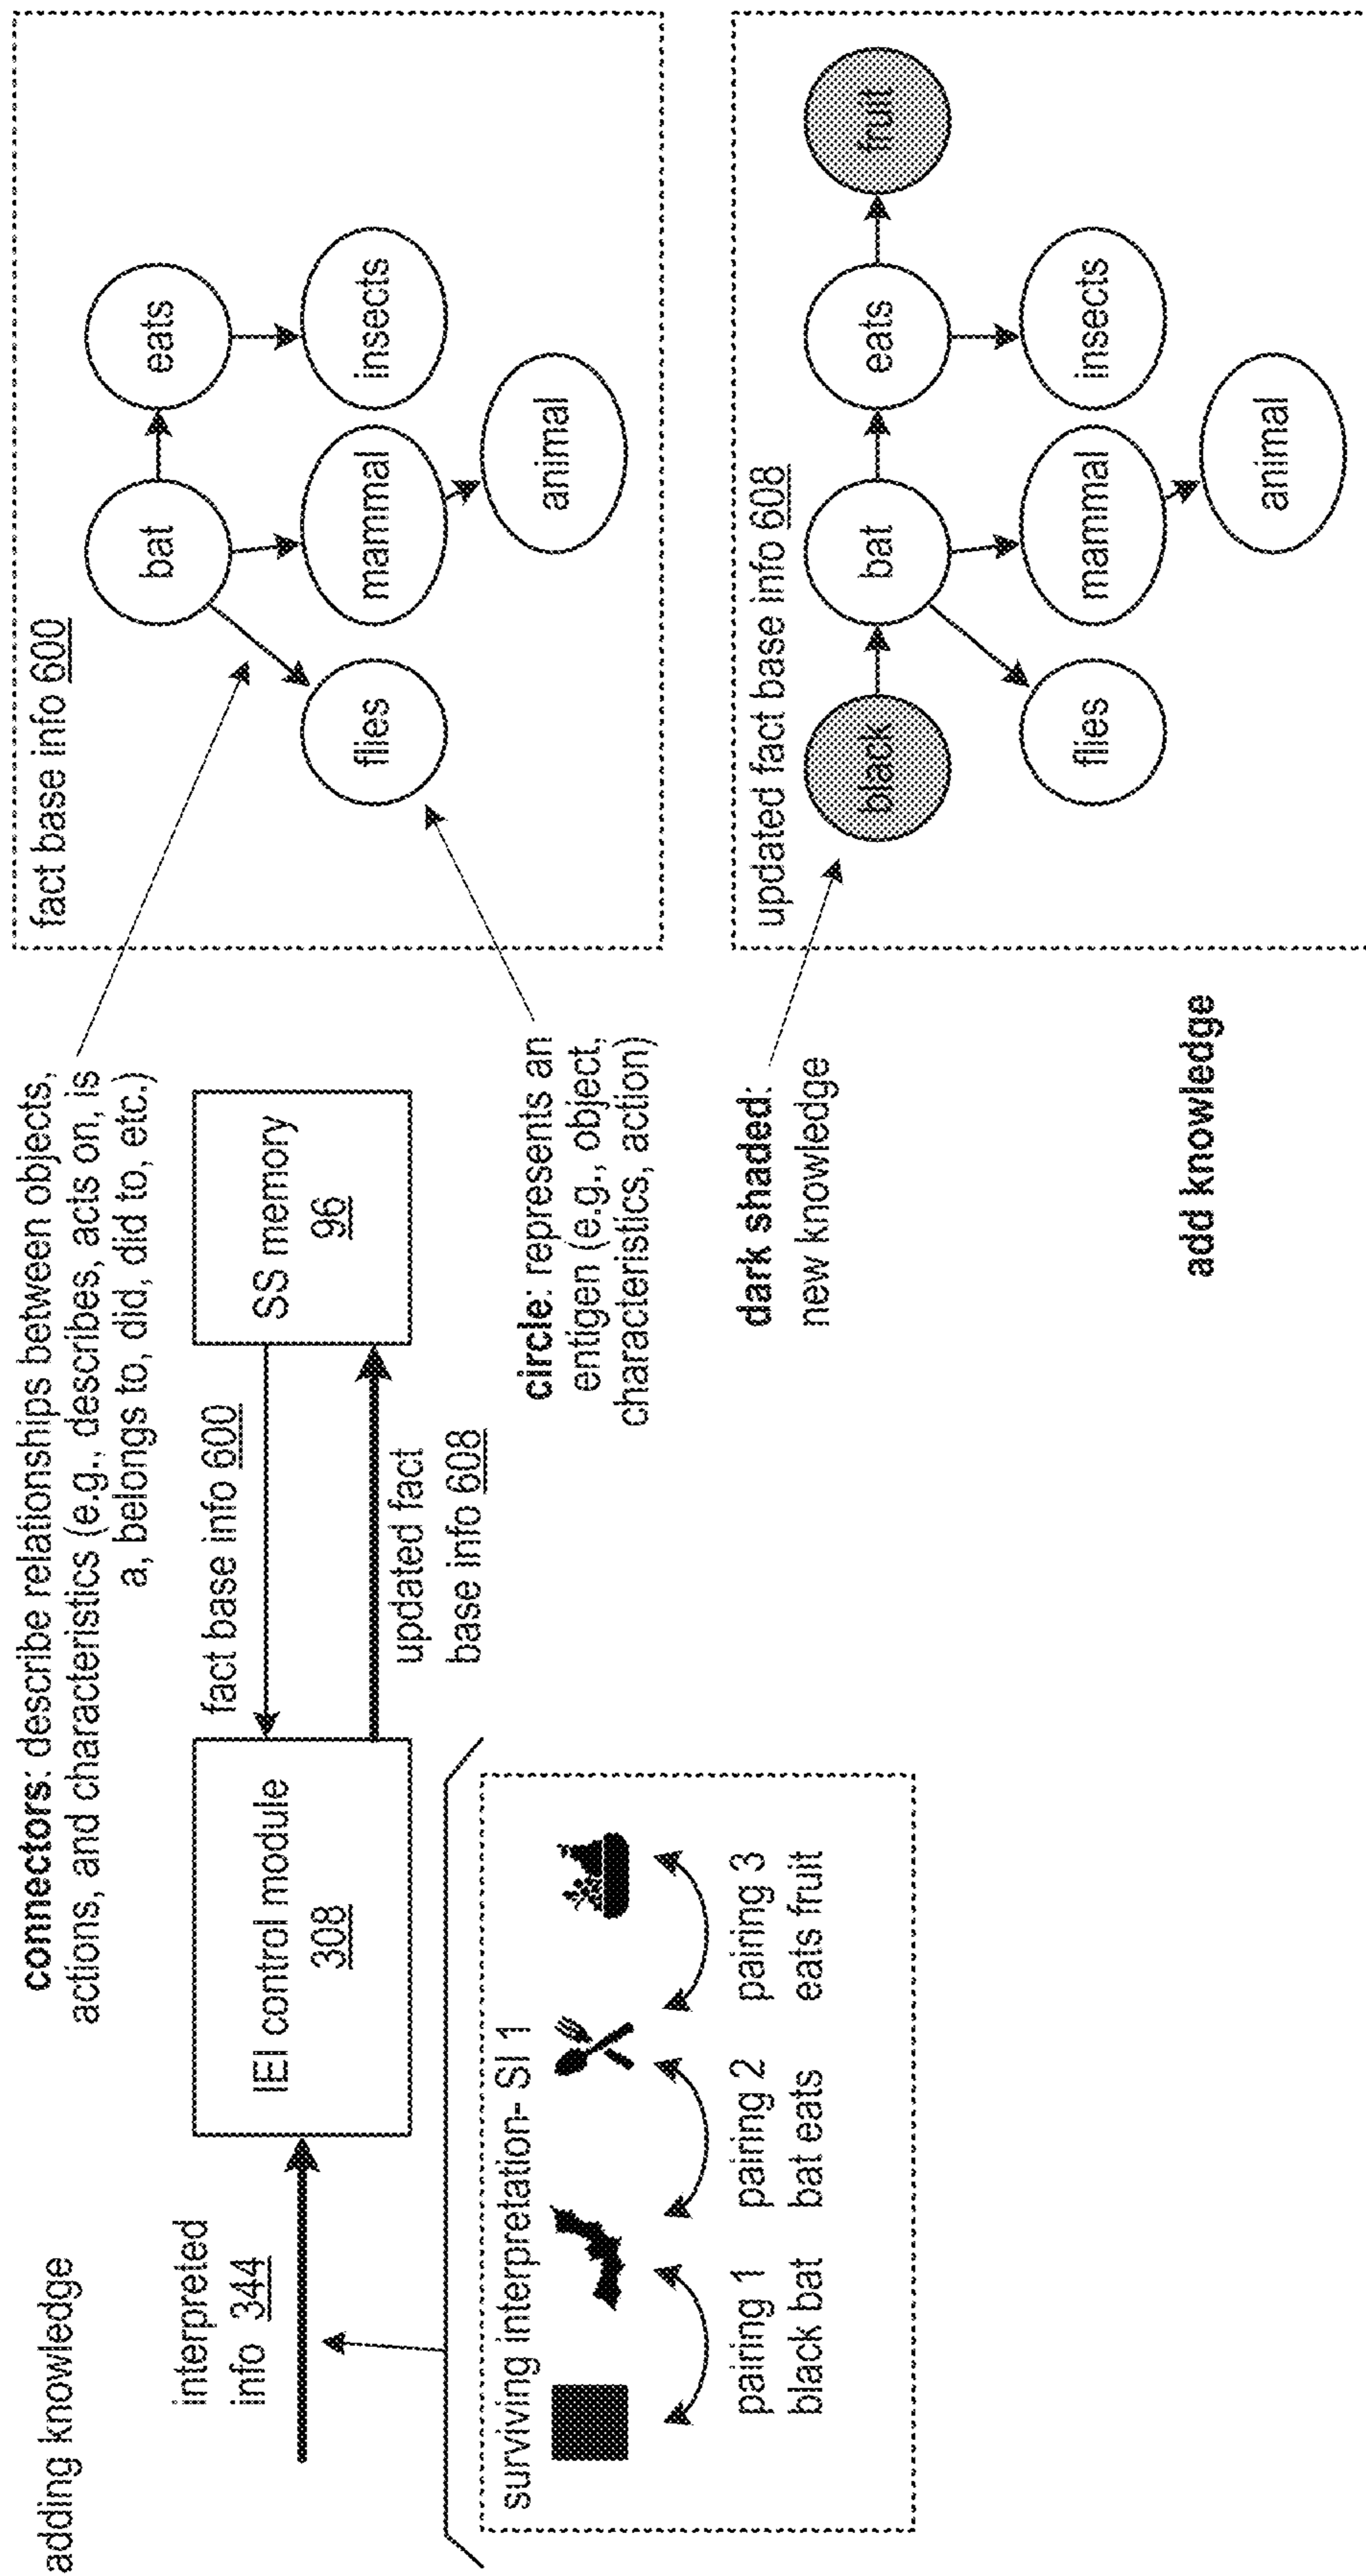 adding knowledge
interpreted
info 344
IEI control module
308
fact base info 600
updated fact
base info 608
SS memory
96
connectors: describe relationships between objects,
actions, and characteristics (e.g., describes, acts on, is
a, belongs to, did, did to, etc.)
circle: represents an
entigen (e.g., object,
characteristics, action)
surviving interpretation- SI 1
pairing 1
black bat
pairing 2
bat eats
pairing 3
eats fruit
fact base info 600
bat
eats
flies
mammal
insects
animal
dark shaded:
new knowledge
updated fact base info 608
black
bat
eats
fruit
flies
mammal
insects
animal
add knowledge